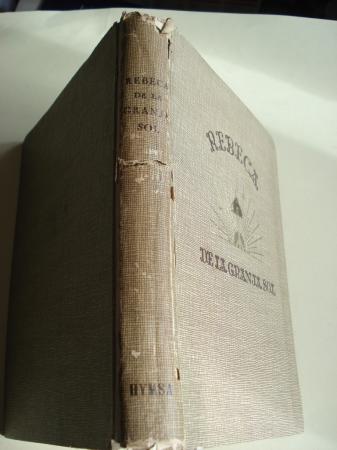 REBECA
DE LA
GRANJA
SOL
HYMSA
REBECA
DE LA GRANJA SOL